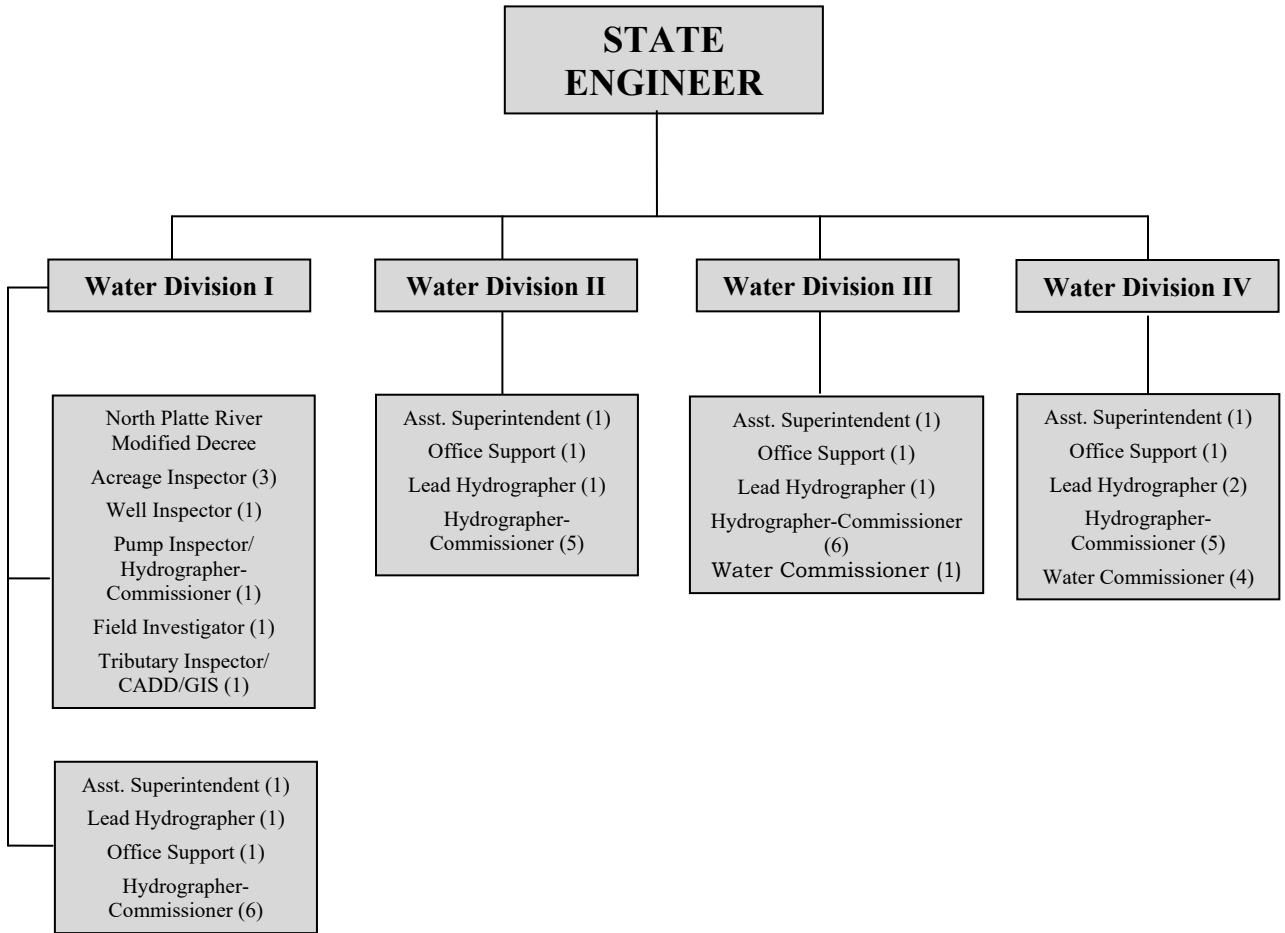 STATE
ENGINEER
Water Division I
Water Division II
Water Division III
Water Division IV
North Platte River
Modified Decree
Acreage Inspector (3)
Well Inspector (1)
Pump Inspector/
Hydrographer-
Commissioner (1)
Field Investigator (1)
Tributary Inspector/
CADD/GIS (1)
Asst. Superintendent (1)
Lead Hydrographer (1)
Office Support (1)
Hydrographer-
Commissioner (6)
Asst. Superintendent (1)
Office Support (1)
Lead Hydrographer (1)
Hydrographer-
Commissioner (5)
Asst. Superintendent (1)
Office Support (1)
Lead Hydrographer (1)
Hydrographer-Commissioner
(6)
Water Commissioner (1)
Asst. Superintendent (1)
Office Support (1)
Lead Hydrographer (2)
Hydrographer-
Commissioner (5)
Water Commissioner (4)